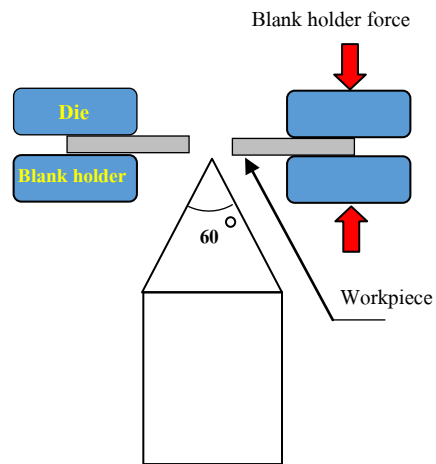 Blank holder force
Die
Blank holder
60°
Workpiece